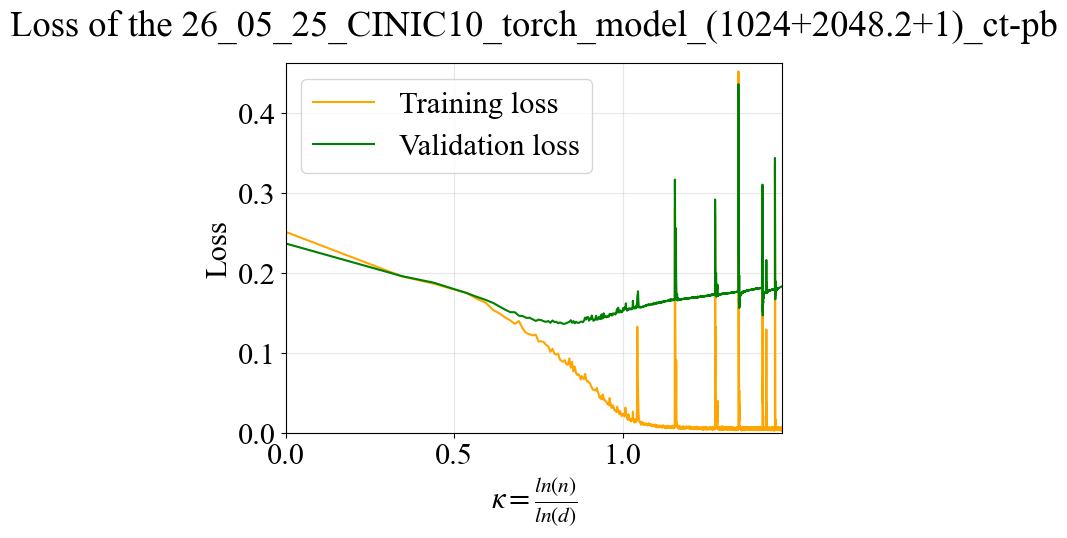 Loss of the 26_05_25_CINIC10_torch_model_(1024+2048.2+1)_ct-pb
Training loss
Validation loss
Loss
0.4
0.3
0.2
0.1
0.0
0.0 0.5 1.0
κ = ln(n)/ln(d)